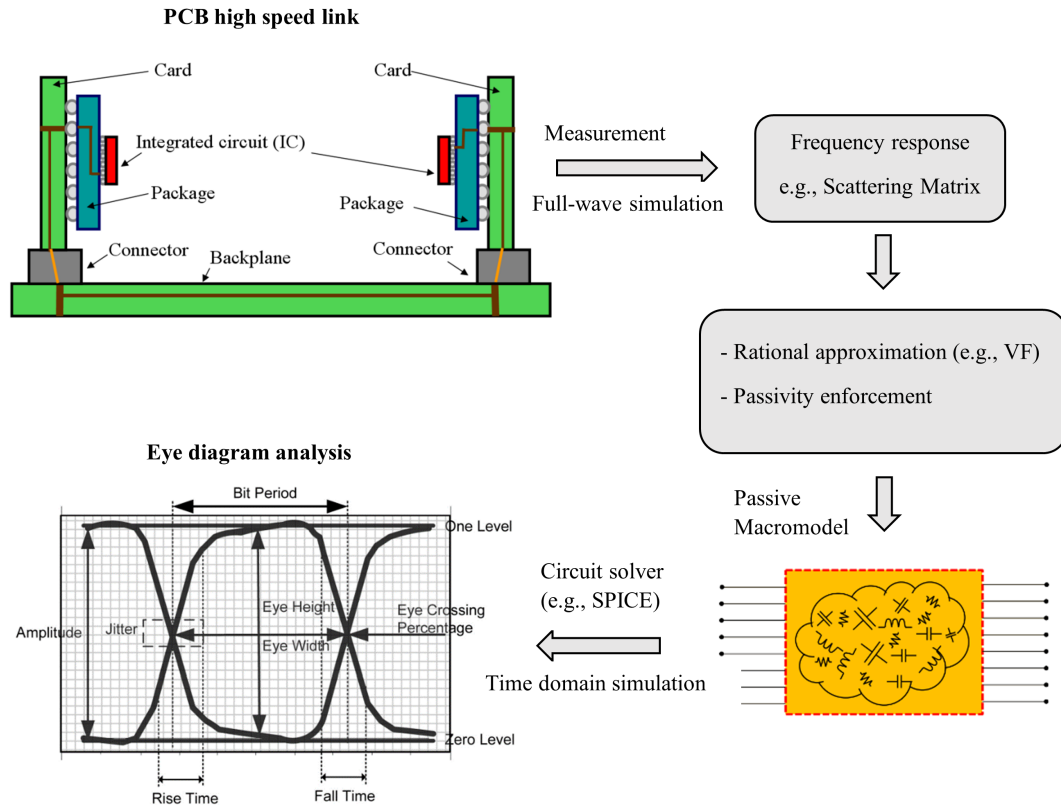 PCB high speed link
Card
Card
Integrated circuit (IC)
Package
Package
Connector
Connector
Backplane
Measurement
Full-wave simulation
Frequency response
e.g., Scattering Matrix
- Rational approximation (e.g., VF)
- Passivity enforcement
Passive
Macromodel
Circuit solver
(e.g., SPICE)
Time domain simulation
Eye diagram analysis
Bit Period
One Level
Amplitude
Jitter
Eye Height
Eye Width
Eye Crossing
Percentage
Zero Level
Rise Time
Fall Time